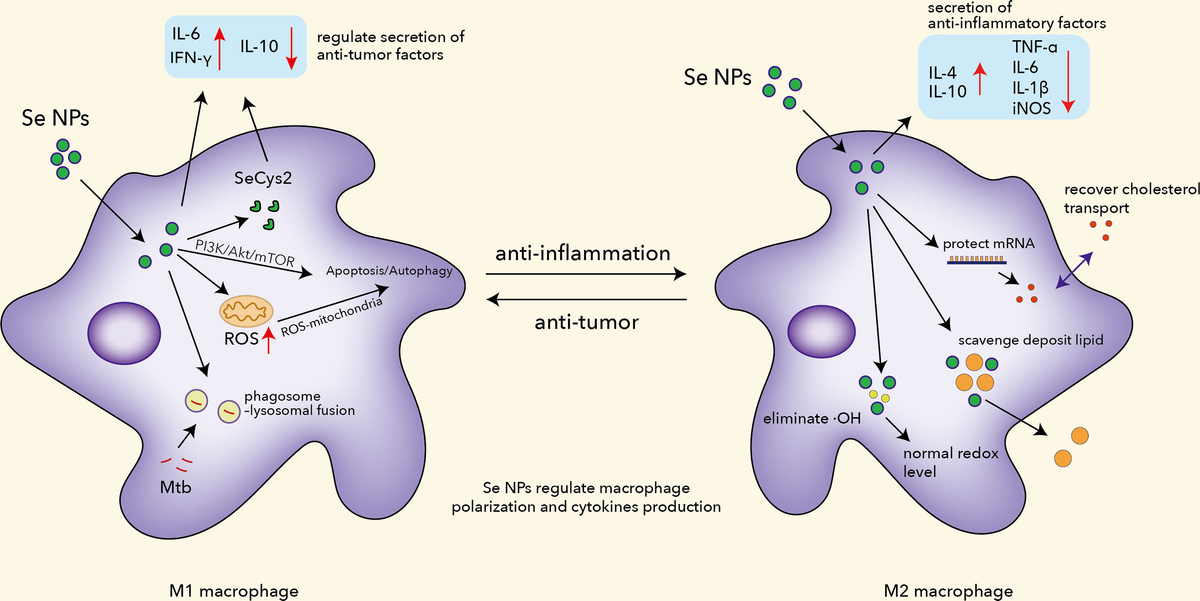 IL-6
IFN-γ
IL-10
regulate secretion of
anti-tumor factors
Se NPs
SeCys2
PI3K/Akt/mTOR
Apoptosis/Autophagy
ROS
ROS-mitochondria
phagosome
-lysosomal fusion
Mtb
M1 macrophage
anti-inflammation
anti-tumor
Se NPs regulate macrophage
polarization and cytokines production
secretion of
anti-inflammatory factors
IL-4
IL-10
TNF-α
IL-6
IL-1β
iNOS
Se NPs
recover cholesterol
transport
protect mRNA
scavenge deposit lipid
eliminate ·OH
normal redox
level
M2 macrophage